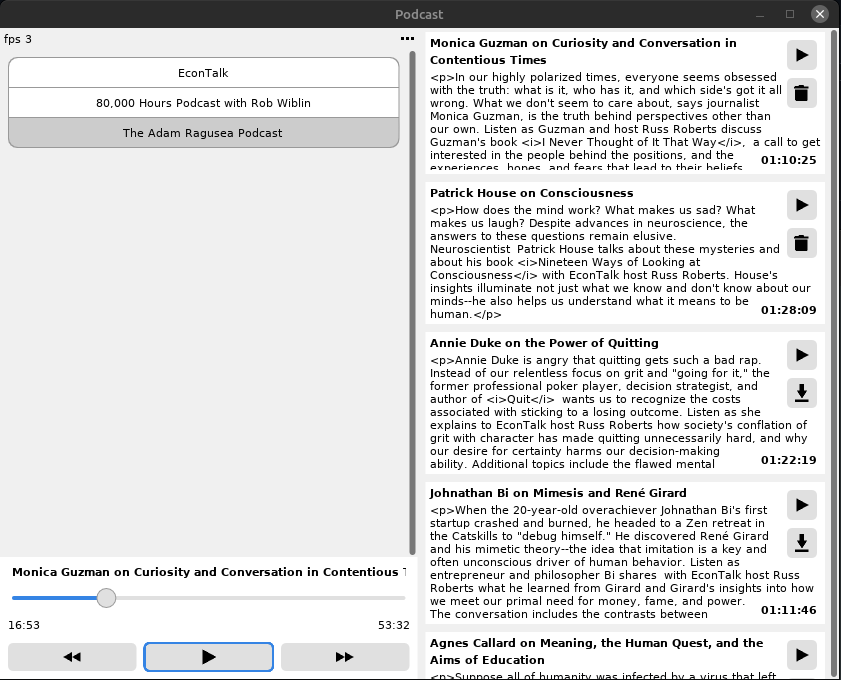 Podcast
fps 3
EconTalk
80,000 Hours Podcast with Rob Wiblin
The Adam Ragusea Podcast
Monica Guzman on Curiosity and Conversation in Contentious
16:53
53:32
Monica Guzman on Curiosity and Conversation in
Contentious Times
<p>In our highly polarized times, everyone seems obsessed
with the truth: what is it, who has it, and which side's got it all
wrong. What we don't seem to care about, says journalist
Monica Guzman, is the truth behind perspectives other than
our own. Listen as Guzman and host Russ Roberts discuss
Guzman's book <i>I Never Thought of It That Way</i>,  a call to get
interested in the people behind the positions, and the
experiences, hopes, and fears that lead to their beliefs.
01:10:25
Patrick House on Consciousness
<p>How does the mind work? What makes us sad? What
makes us laugh? Despite advances in neuroscience, the
answers to these questions remain elusive.
Neuroscientist  Patrick House talks about these mysteries and
about his book <i>Nineteen Ways of Looking at
Consciousness</i> with EconTalk host Russ Roberts. House's
insights illuminate not just what we know and don't know about our
minds--he also helps us understand what it means to be
human.</p>
01:28:09
Annie Duke on the Power of Quitting
<p>Annie Duke is angry that quitting gets such a bad rap.
Instead of our relentless focus on grit and "going for it," the
former professional poker player, decision strategist, and
author of <i>Quit</i>  wants us to recognize the costs
associated with sticking to a losing outcome. Listen as she
explains to EconTalk host Russ Roberts how society's conflation of
grit with character has made quitting unnecessarily hard, and why
our desire for certainty harms our decision-making
ability. Additional topics include the flawed mental
01:22:19
Johnathan Bi on Mimesis and René Girard
<p>When the 20-year-old overachiever Johnathan Bi's first
startup crashed and burned, he headed to a Zen retreat in
the Catskills to "debug himself." He discovered René Girard
and his mimetic theory--the idea that imitation is a key and
often unconscious driver of human behavior. Listen as
entrepreneur and philosopher Bi shares  with EconTalk host Russ
Roberts what he learned from Girard and Girard's insights into how
we meet our primal need for money, fame, and power.
The conversation includes the contrasts between
01:11:46
Agnes Callard on Meaning, the Human Quest, and the
Aims of Education
<p>Suppose all of humanity was infected by a virus that left